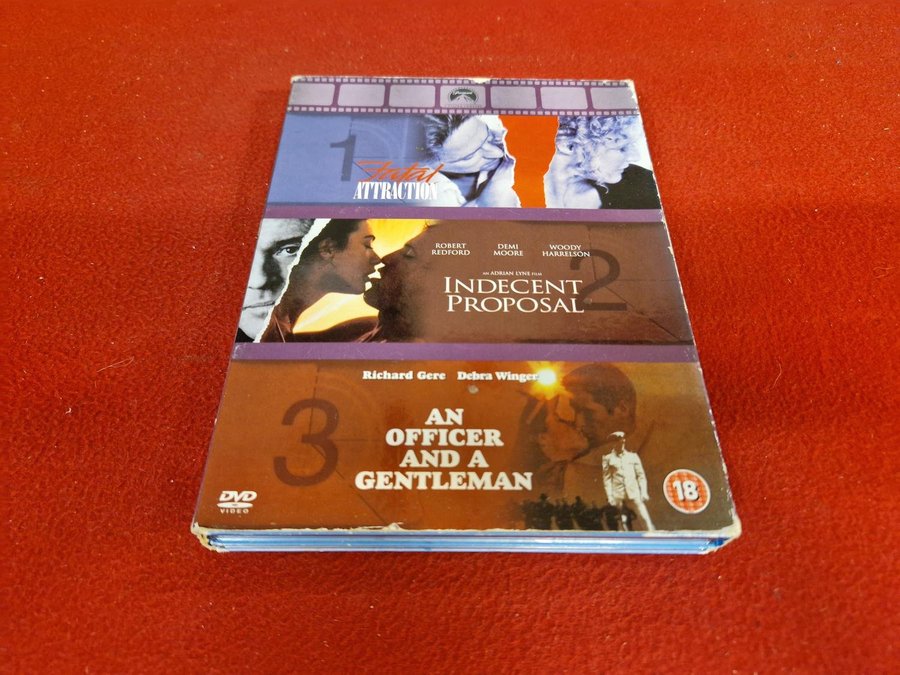 Paramount
1
Fatal
ATTRACTION
ROBERT REDFORD DEMI MOORE WOODY HARRELSON
AN ADRIAN LYNE FILM
INDECENT
PROPOSAL
2
Richard Gere Debra Winger
3
AN
OFFICER
AND A
GENTLEMAN
DVD
VIDEO
18